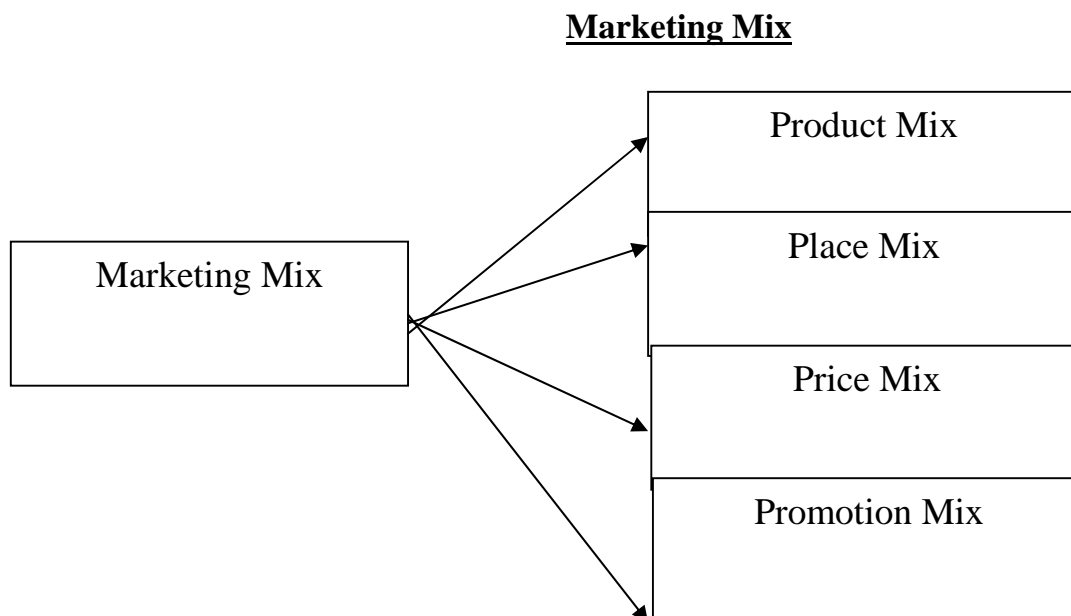 Marketing Mix
Product Mix
Marketing Mix
Place Mix
Price Mix
Promotion Mix